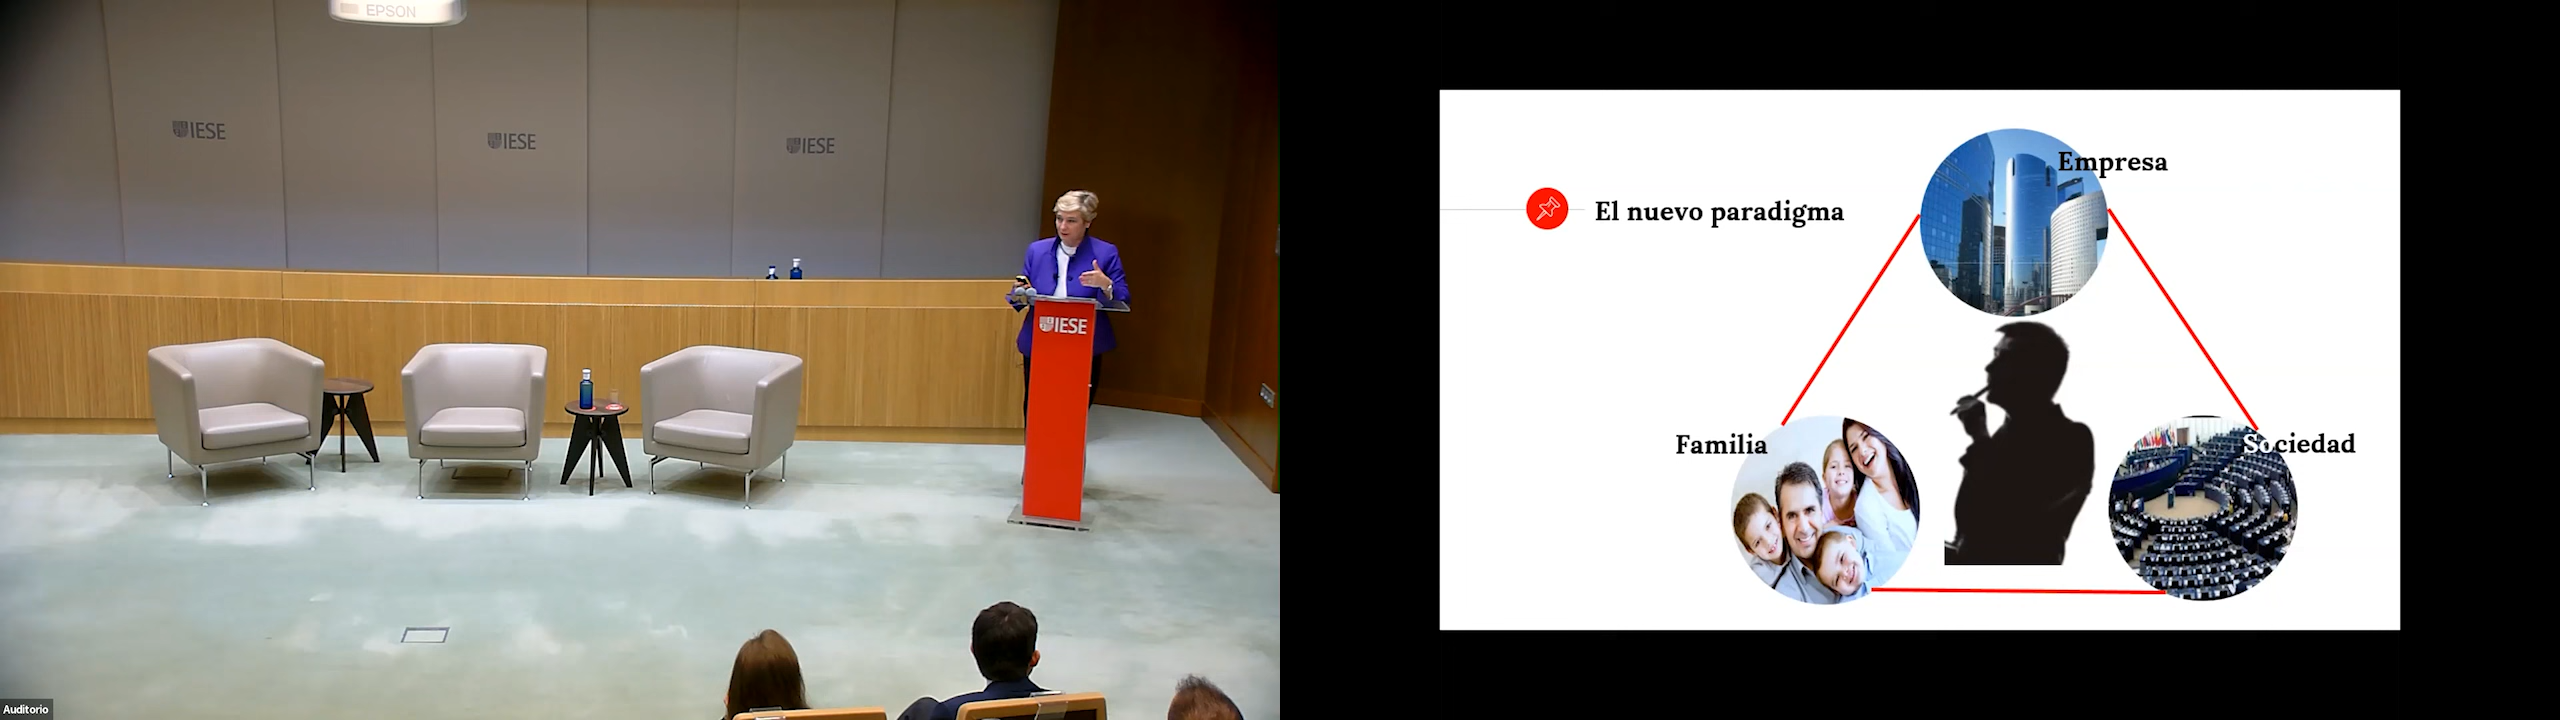 EPSON
IESE
IESE
IESE
IESE
Auditorio
El nuevo paradigma
Empresa
Familia
Sociedad